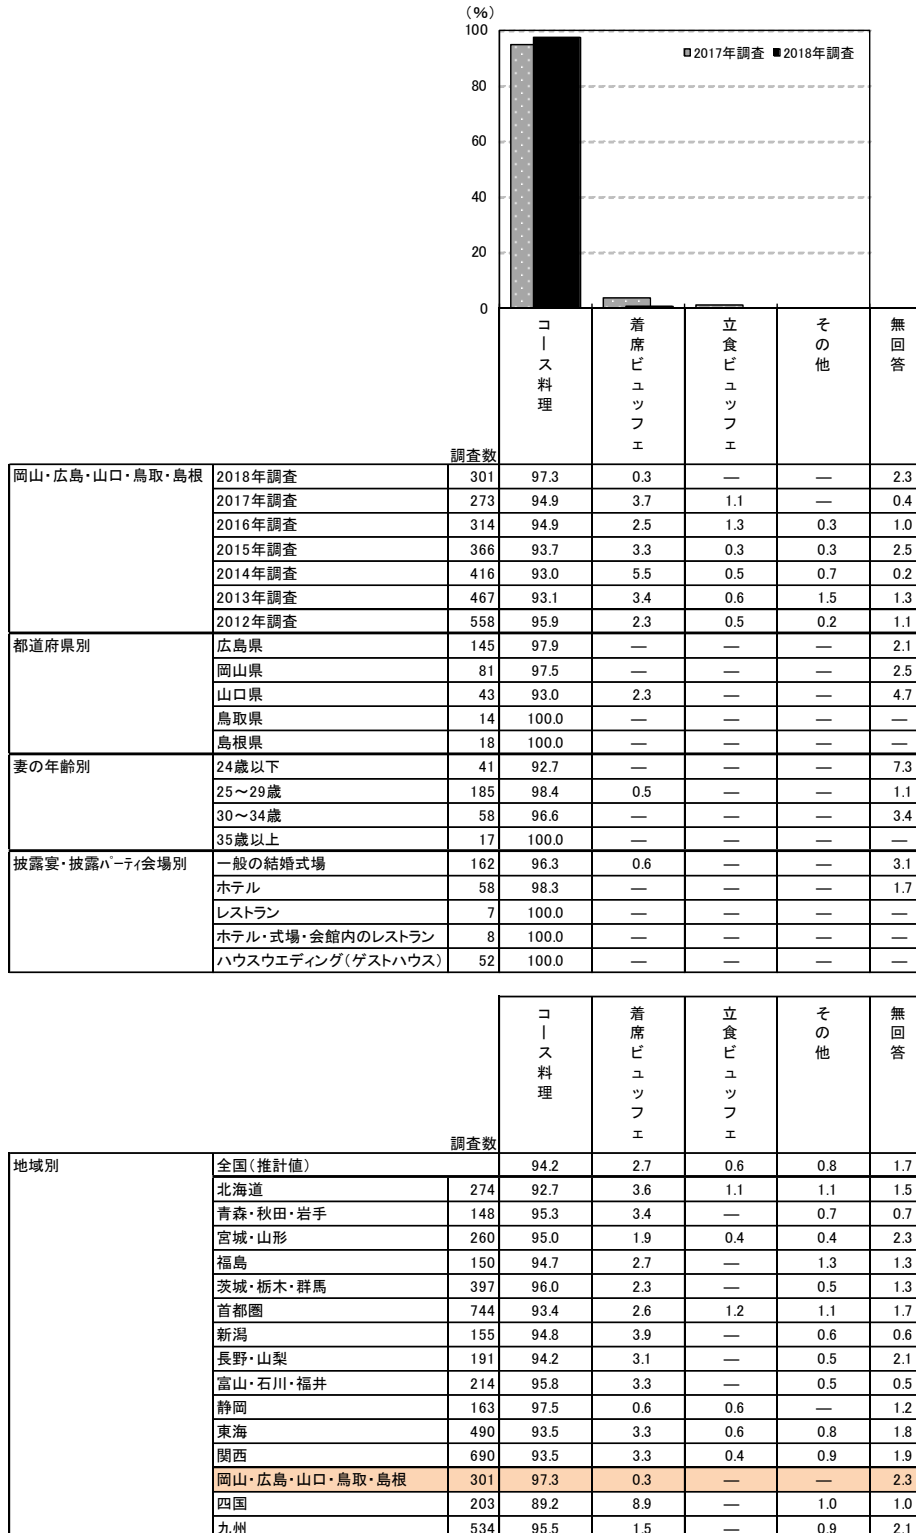 (%)
100
80
60
40
20
0
2017年調査 2018年調査
調査数 コース料理 着席ビュッフェ 立食ビュッフェ その他 無回答
岡山・広島・山口・鳥取・島根 2018年調査 301 97.3 0.3 ― ― 2.3
2017年調査 273 94.9 3.7 1.1 ― 0.4
2016年調査 314 94.9 2.5 1.3 0.3 1.0
2015年調査 366 93.7 3.3 0.3 0.3 2.5
2014年調査 416 93.0 5.5 0.5 0.7 0.2
2013年調査 467 93.1 3.4 0.6 1.5 1.3
2012年調査 558 95.9 2.3 0.5 0.2 1.1
都道府県別 広島県 145 97.9 ― ― ― 2.1
岡山県 81 97.5 ― ― ― 2.5
山口県 43 93.0 2.3 ― ― 4.7
鳥取県 14 100.0 ― ― ― ―
島根県 18 100.0 ― ― ― ―
妻の年齢別 24歳以下 41 92.7 ― ― ― 7.3
25～29歳 185 98.4 0.5 ― ― 1.1
30～34歳 58 96.6 ― ― ― 3.4
35歳以上 17 100.0 ― ― ― ―
披露宴・披露パーティ会場別 一般の結婚式場 162 96.3 0.6 ― ― 3.1
ホテル 58 98.3 ― ― ― 1.7
レストラン 7 100.0 ― ― ― ―
ホテル・式場・会館内のレストラン 8 100.0 ― ― ― ―
ハウスウエディング(ゲストハウス) 52 100.0 ― ― ― ―
調査数 コース料理 着席ビュッフェ 立食ビュッフェ その他 無回答
地域別 全国(推計値) 94.2 2.7 0.6 0.8 1.7
北海道 274 92.7 3.6 1.1 1.1 1.5
青森・秋田・岩手 148 95.3 3.4 ― 0.7 0.7
宮城・山形 260 95.0 1.9 0.4 0.4 2.3
福島 150 94.7 2.7 ― 1.3 1.3
茨城・栃木・群馬 397 96.0 2.3 ― 0.5 1.3
首都圏 744 93.4 2.6 1.2 1.1 1.7
新潟 155 94.8 3.9 ― 0.6 0.6
長野・山梨 191 94.2 3.1 ― 0.5 2.1
富山・石川・福井 214 95.8 3.3 ― 0.5 0.5
静岡 163 97.5 0.6 0.6 ― 1.2
東海 490 93.5 3.3 0.6 0.8 1.8
関西 690 93.5 3.3 0.4 0.9 1.9
岡山・広島・山口・鳥取・島根 301 97.3 0.3 ― ― 2.3
四国 203 89.2 8.9 ― 1.0 1.0
九州 534 95.5 1.5 ― 0.9 2.1